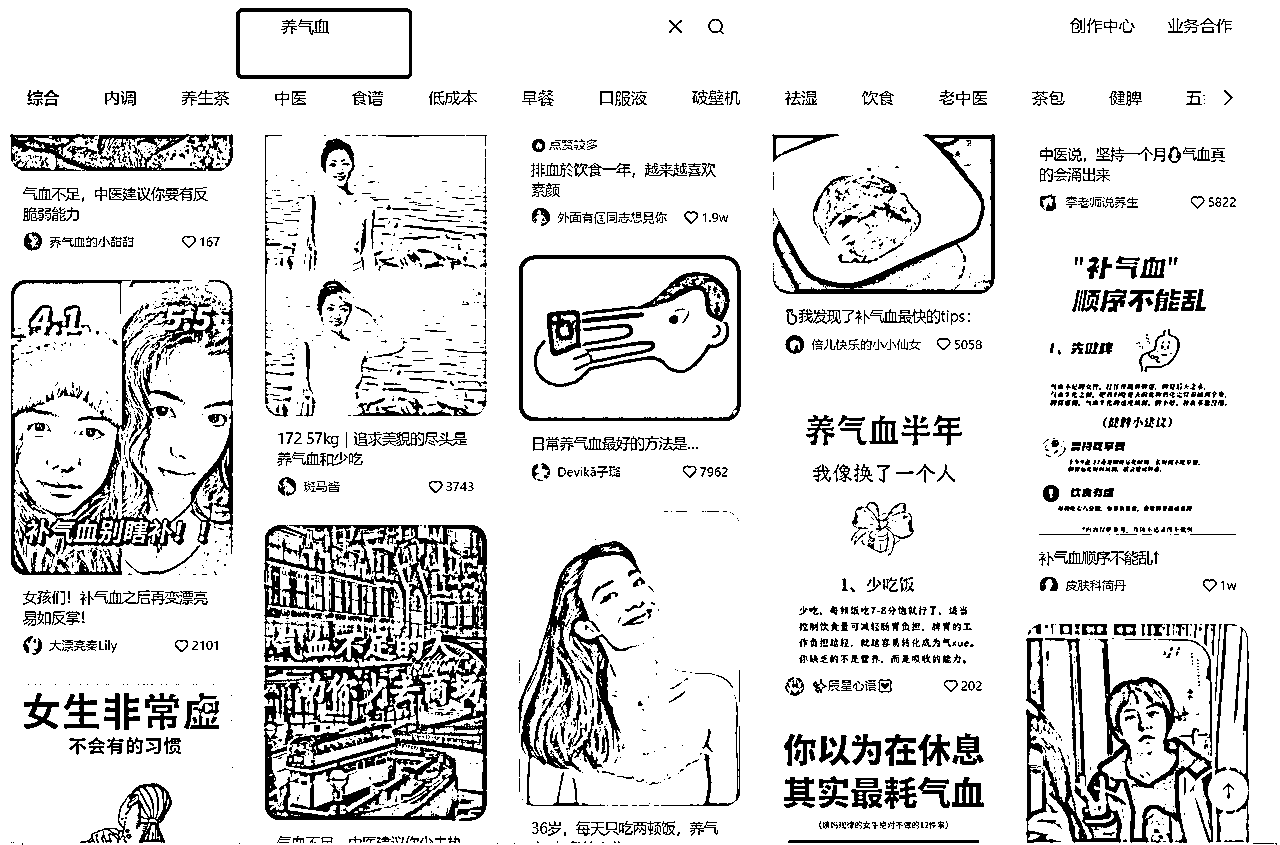 养气血
创作中心 业务合作
综合 内调 养生茶 中医 食谱 低成本 早餐 口服液 破壁机 祛湿 饮食 老中医 茶包 健脾 五
气血不足，中医建议你要有反
脆弱能力
养气血的小甜甜 167
4.1 5.5
补气血别瞎补！！
女孩们！补气血之后再变漂亮
易如反掌！
大漂亮秦Lily 2101
女生非常虚
不会有的习惯
172 57kg｜追求美貌的尽头是
养气血和少吃
斑马酱 3743
气血不足的人
劝你少去商场
气血不足，中医建议你少去热
点赞较多
排血於饮食一年，越来越喜欢
素颜
外面有 同志想見你 1.9w
日常养气血最好的方法是...
Devika子璐 7962
36岁，每天只吃两顿饭，养气
我发现了补气血最快的tips：
倍儿快乐的小小仙女 5058
养气血半年
我像换了一个人
1、少吃饭
少吃，每顿饭吃7-8分饱就行了，适当
控制饮食量可减轻肠胃负担，脾胃的工
作负担越轻，就越容易转化成为气xue。
你缺乏的不是营养，而是吸收的能力。
辰星心语 202
你以为在休息
其实最耗气血
中医说，坚持一个月 气血真
的会涌出来
李老师说养生 5822
"补气血"
顺序不能乱
1、先健脾
（健脾小建议）
饮食有度
补气血顺序不能乱！
皮肤科简丹 1w